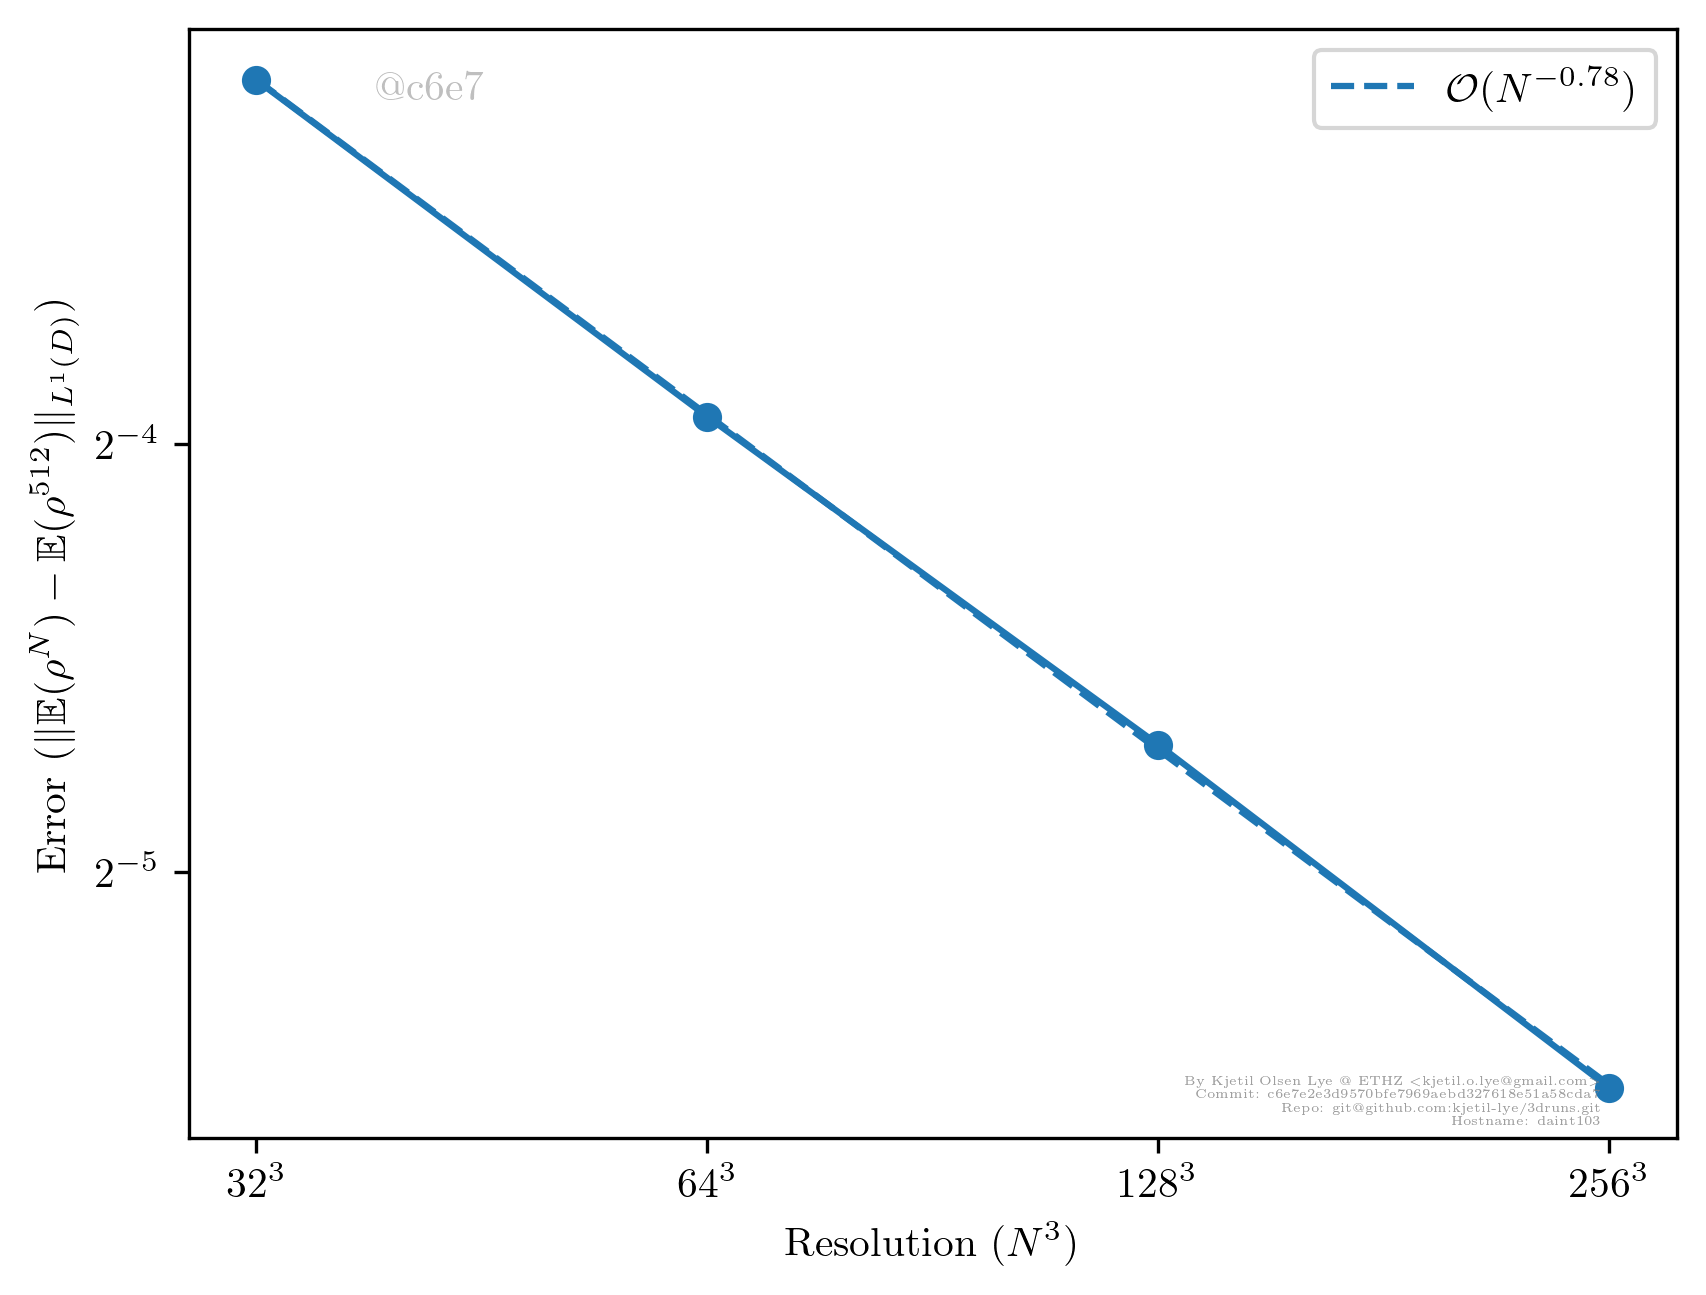 @c6e7
𝒪(N^{-0.78})
Error (||𝔼(ρ^N) − 𝔼(ρ^{512})||_{L^1(D)})
2^{-4}
2^{-5}
By Kjetil Olsen Lye @ ETHZ <kjetil.o.lye@gmail.com>
Commit: c6e7e2e3d9570bfe7969aebd327618e51a58cda7
Repo: git@github.com:kjetil-lye/3druns.git
Hostname: daint103
32^3 64^3 128^3 256^3
Resolution (N^3)